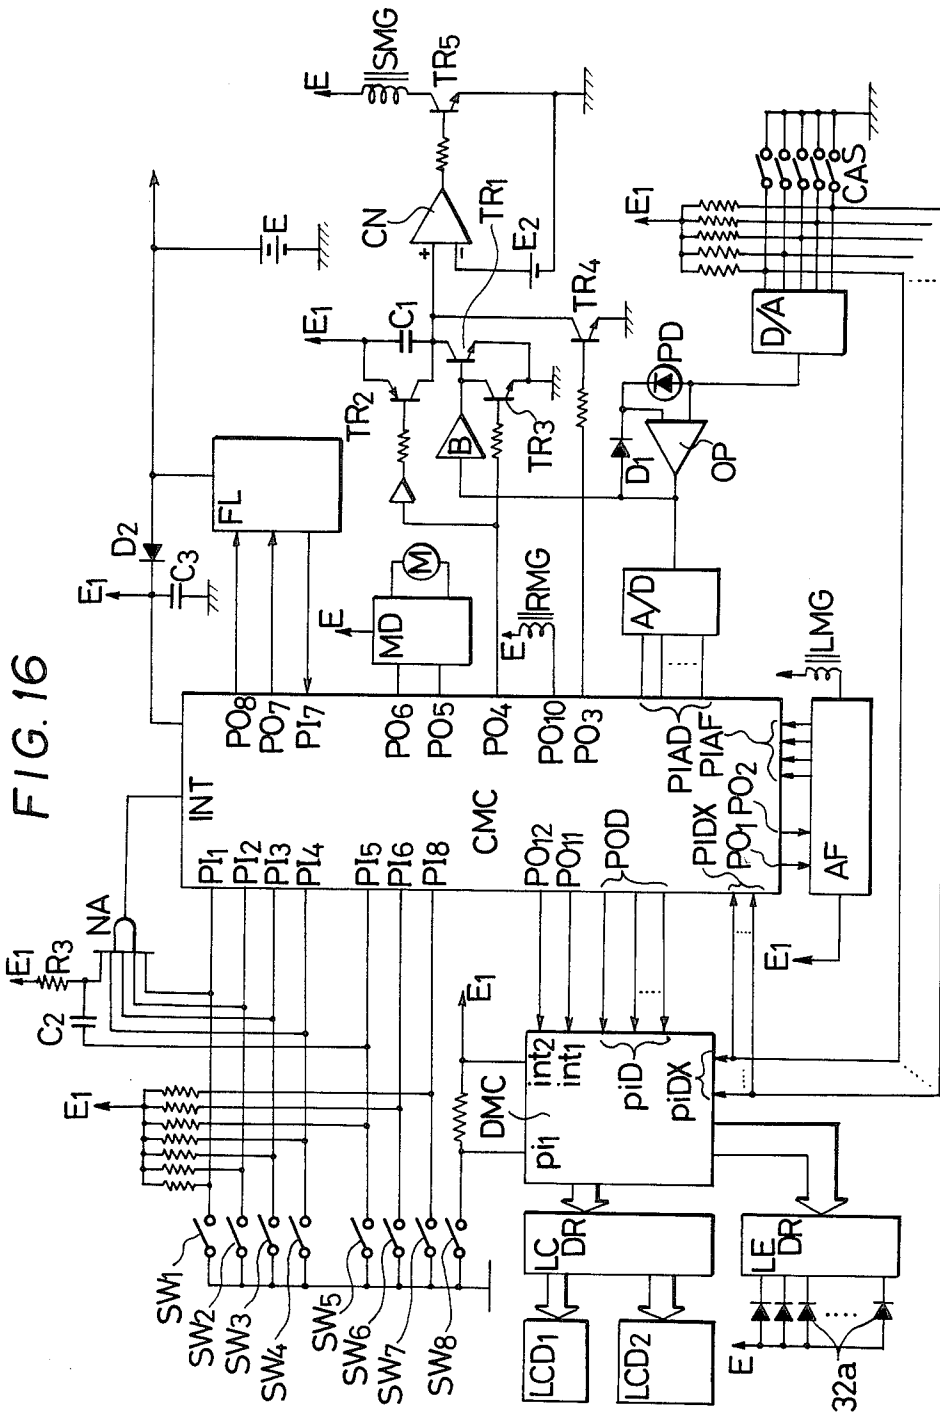 FIG. 16
E1
R3
C2
NA
E1
SW1
SW2
SW3
SW4
SW5
SW6
SW7
SW8
INT
PI1
PI2
PI3
PI4
PI5
PI6
PI8
CMC
PO12
PO11
POD
PIDX
PO1
PO2
PO8
PO7
PI7
PO6
PO5
PO4
PO10
PO3
PIAD
PIAF
E1
D2
C3
FL
E
E
MD
M
E
RMG
A/D
LMG
AF
E1
E1
TR2
C1
B
TR3
TR1
CN
+
-
E2
E
SMG
TR5
TR4
D1
PD
OP
D/A
E1
CAS
E1
DMC
pi1
int2
int1
piD
piDX
LC DR
LCD1
LCD2
LE DR
E
32a